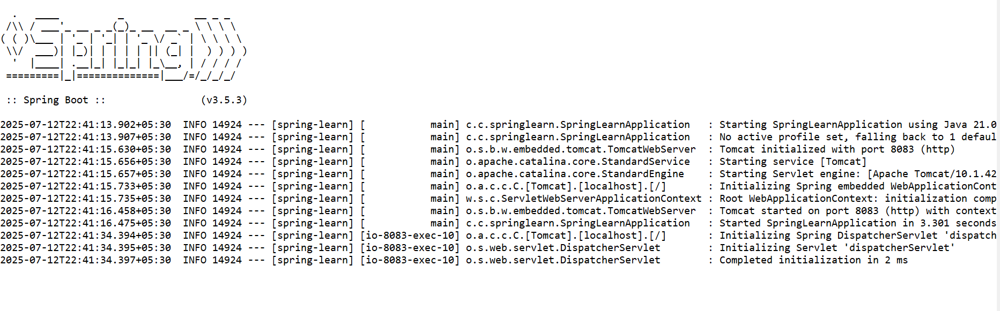 .   ____          _            __ _ _
 /\\ / ___'_ __ _ _(_)_ __  __ _ \ \ \ \
( ( )\___ | '_ | '_| | '_ \/ _` | \ \ \ \
 \\/  ___)| |_)| | | | | || (_| |  ) ) ) )
  '  |____| .__|_| |_|_| |_\__, | / / / /
 =========|_|==============|___/=/_/_/_/

 :: Spring Boot ::                (v3.5.3)

2025-07-12T22:41:13.902+05:30  INFO 14924 --- [spring-learn] [           main] c.c.springlearn.SpringLearnApplication   : Starting SpringLearnApplication using Java 21.0
2025-07-12T22:41:13.907+05:30  INFO 14924 --- [spring-learn] [           main] c.c.springlearn.SpringLearnApplication   : No active profile set, falling back to 1 defaul
2025-07-12T22:41:15.630+05:30  INFO 14924 --- [spring-learn] [           main] o.s.b.w.embedded.tomcat.TomcatWebServer  : Tomcat initialized with port 8083 (http)
2025-07-12T22:41:15.656+05:30  INFO 14924 --- [spring-learn] [           main] o.apache.catalina.core.StandardService   : Starting service [Tomcat]
2025-07-12T22:41:15.657+05:30  INFO 14924 --- [spring-learn] [           main] o.apache.catalina.core.StandardEngine    : Starting Servlet engine: [Apache Tomcat/10.1.42
2025-07-12T22:41:15.733+05:30  INFO 14924 --- [spring-learn] [           main] o.a.c.c.C.[Tomcat].[localhost].[/]       : Initializing Spring embedded WebApplicationCont
2025-07-12T22:41:15.735+05:30  INFO 14924 --- [spring-learn] [           main] w.s.c.ServletWebServerApplicationContext : Root WebApplicationContext: initialization comp
2025-07-12T22:41:16.458+05:30  INFO 14924 --- [spring-learn] [           main] o.s.b.w.embedded.tomcat.TomcatWebServer  : Tomcat started on port 8083 (http) with context
2025-07-12T22:41:16.475+05:30  INFO 14924 --- [spring-learn] [           main] c.c.springlearn.SpringLearnApplication   : Started SpringLearnApplication in 3.301 seconds
2025-07-12T22:41:34.394+05:30  INFO 14924 --- [spring-learn] [io-8083-exec-10] o.a.c.c.C.[Tomcat].[localhost].[/]       : Initializing Spring DispatcherServlet 'dispatch
2025-07-12T22:41:34.395+05:30  INFO 14924 --- [spring-learn] [io-8083-exec-10] o.s.web.servlet.DispatcherServlet        : Initializing Servlet 'dispatcherServlet'
2025-07-12T22:41:34.397+05:30  INFO 14924 --- [spring-learn] [io-8083-exec-10] o.s.web.servlet.DispatcherServlet        : Completed initialization in 2 ms